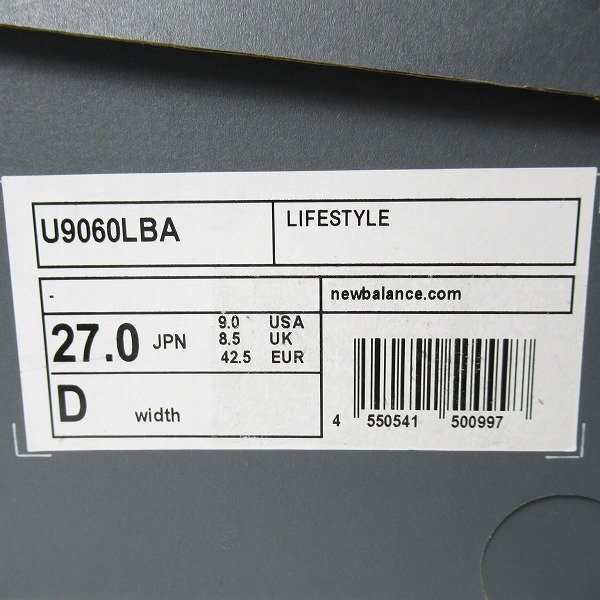 U9060LBA
LIFESTYLE
-
newbalance.com
27.0 JPN
9.0 USA
8.5 UK
42.5 EUR
D width
4 550541 500997